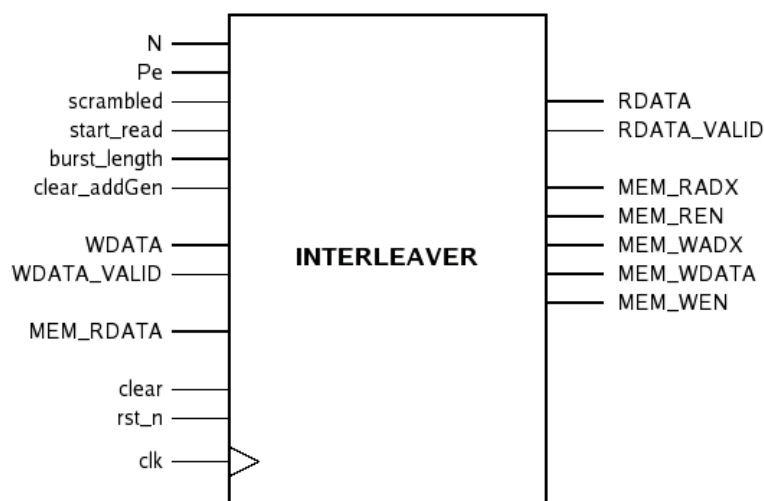 N
Pe
scrambled
start_read
burst_length
clear_addGen
WDATA
WDATA_VALID
MEM_RDATA
clear
rst_n
clk
INTERLEAVER
RDATA
RDATA_VALID
MEM_RADX
MEM_REN
MEM_WADX
MEM_WDATA
MEM_WEN